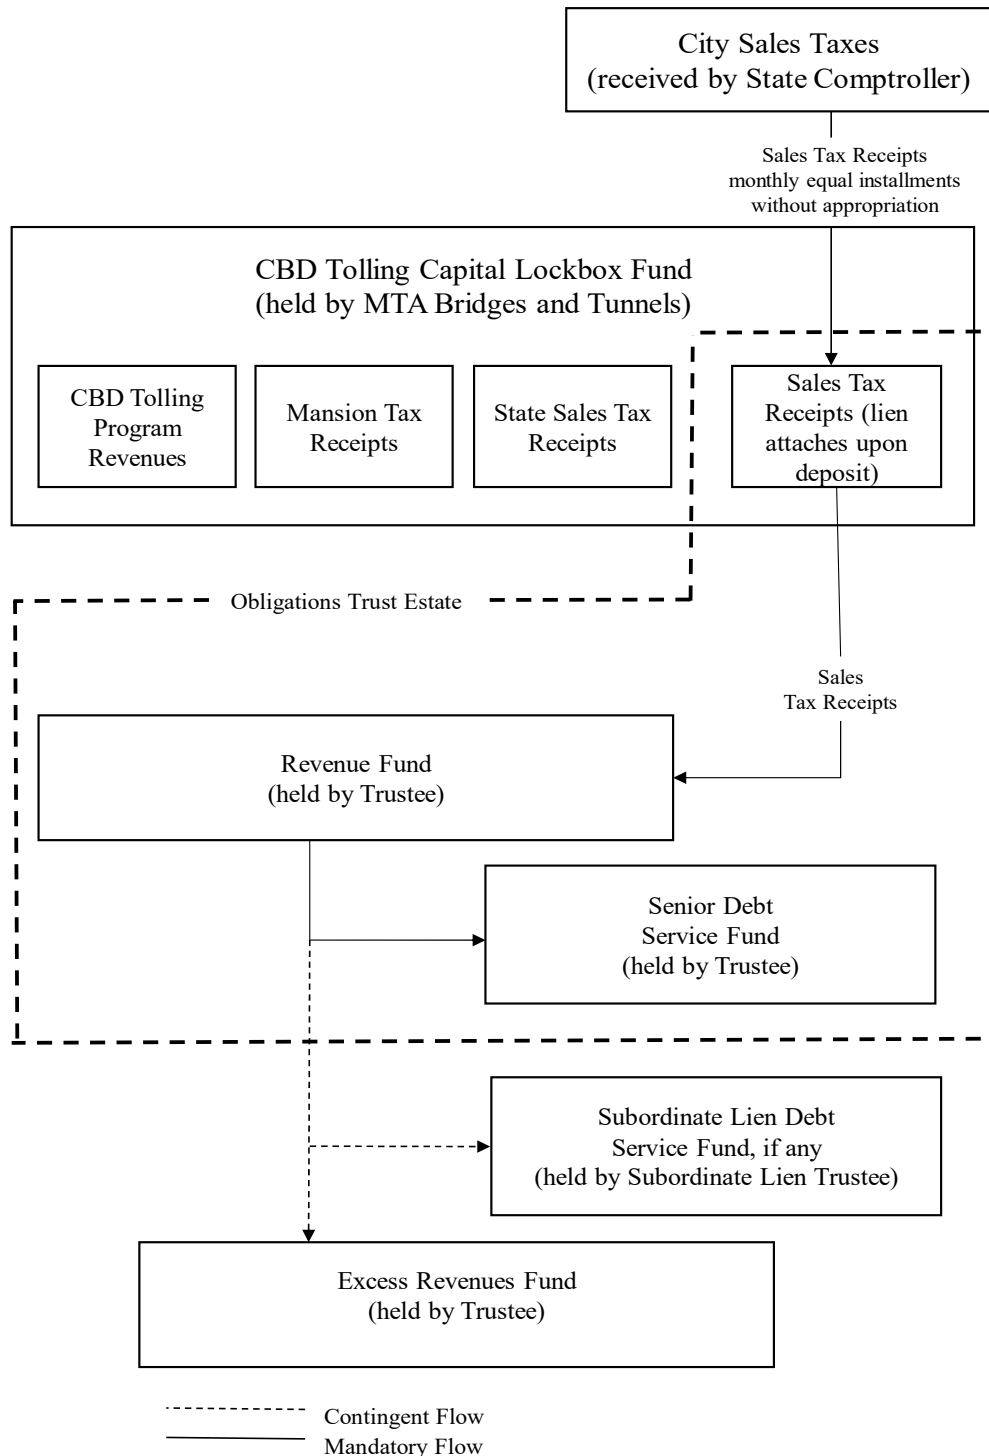 City Sales Taxes
(received by State Comptroller)
Sales Tax Receipts
monthly equal installments
without appropriation
CBD Tolling Capital Lockbox Fund
(held by MTA Bridges and Tunnels)
CBD Tolling
Program
Revenues
Mansion Tax
Receipts
State Sales Tax
Receipts
Sales Tax
Receipts (lien
attaches upon
deposit)
Obligations Trust Estate
Sales
Tax Receipts
Revenue Fund
(held by Trustee)
Senior Debt
Service Fund
(held by Trustee)
Subordinate Lien Debt
Service Fund, if any
(held by Subordinate Lien Trustee)
Excess Revenues Fund
(held by Trustee)
Contingent Flow
Mandatory Flow